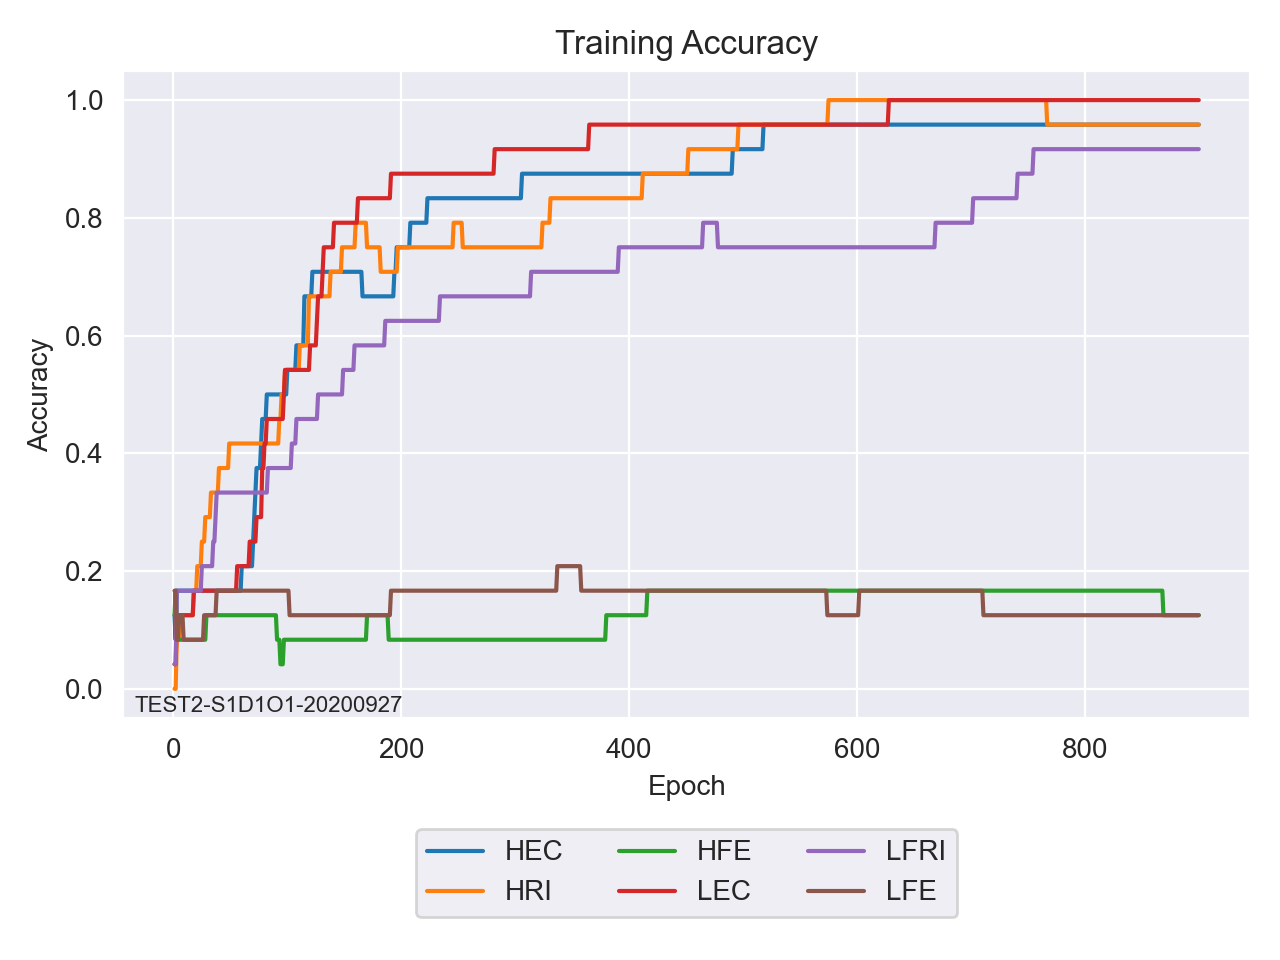 Training Accuracy
1.0
0.8
0.6
0.4
0.2
0.0
Accuracy
TEST2-S1D1O1-20200927
0 200 400 600 800
Epoch
HEC HFE LFRI
HRI LEC LFE